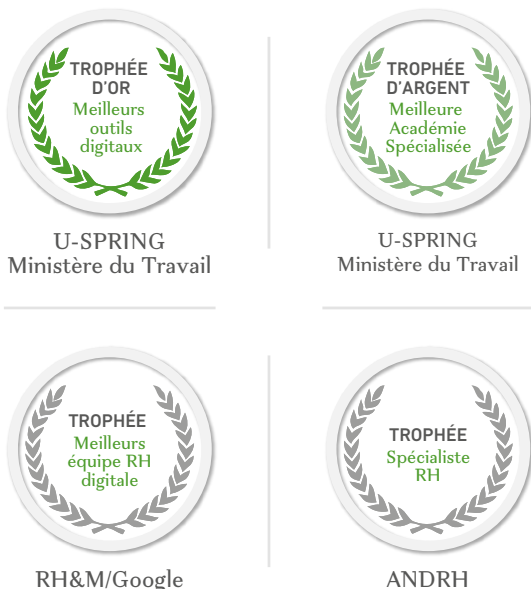 TROPHÉE
D'OR
Meilleurs
outils
digitaux
U-SPRING
Ministère du Travail
TROPHÉE
D'ARGENT
Meilleure
Académie
Spécialisée
U-SPRING
Ministère du Travail
TROPHÉE
Meilleurs
équipe RH
digitale
RH&M/Google
TROPHÉE
Spécialiste
RH
ANDRH